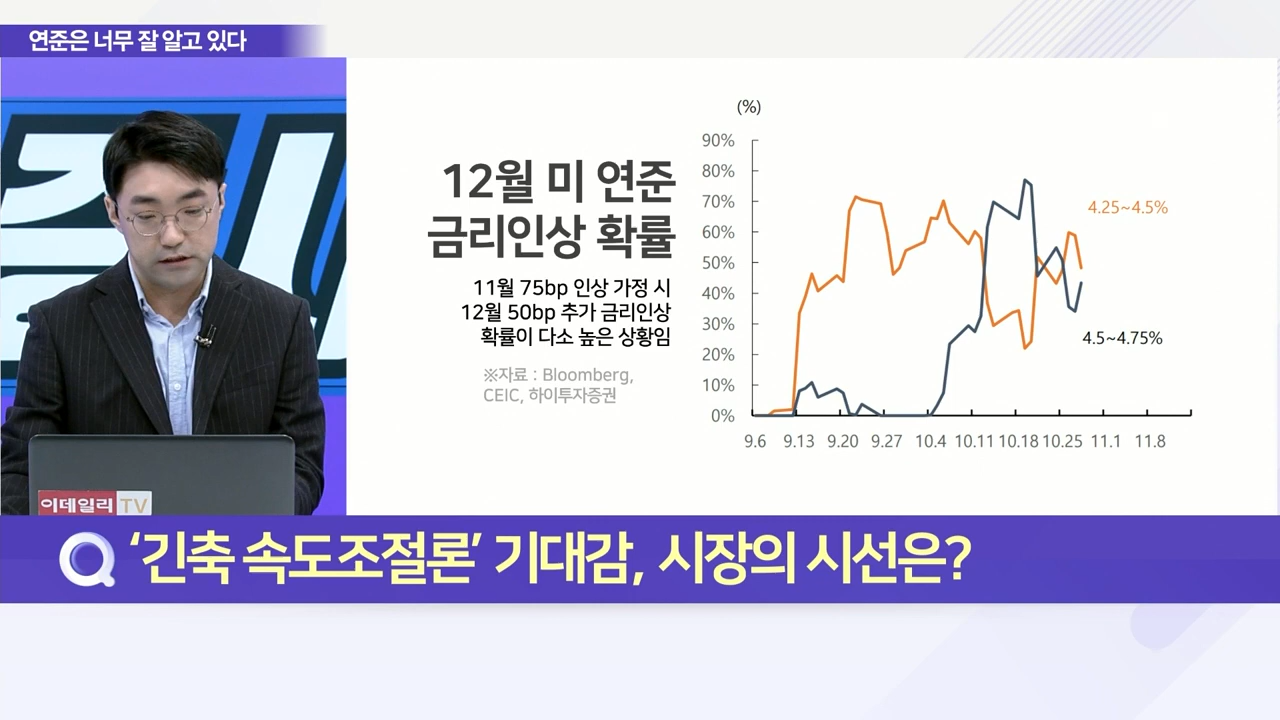 연준은 너무 잘 알고 있다
12월 미 연준
금리인상 확률
11월 75bp 인상 가정 시
12월 50bp 추가 금리인상
확률이 다소 높은 상황임
※자료 : Bloomberg,
CEIC, 하이투자증권
(%)
90%
80%
70%
60%
50%
40%
30%
20%
10%
0%
9.6 9.13 9.20 9.27 10.4 10.11 10.18 10.25 11.1 11.8
4.25~4.5%
4.5~4.75%
이데일리 TV
‘긴축 속도조절론’ 기대감, 시장의 시선은?